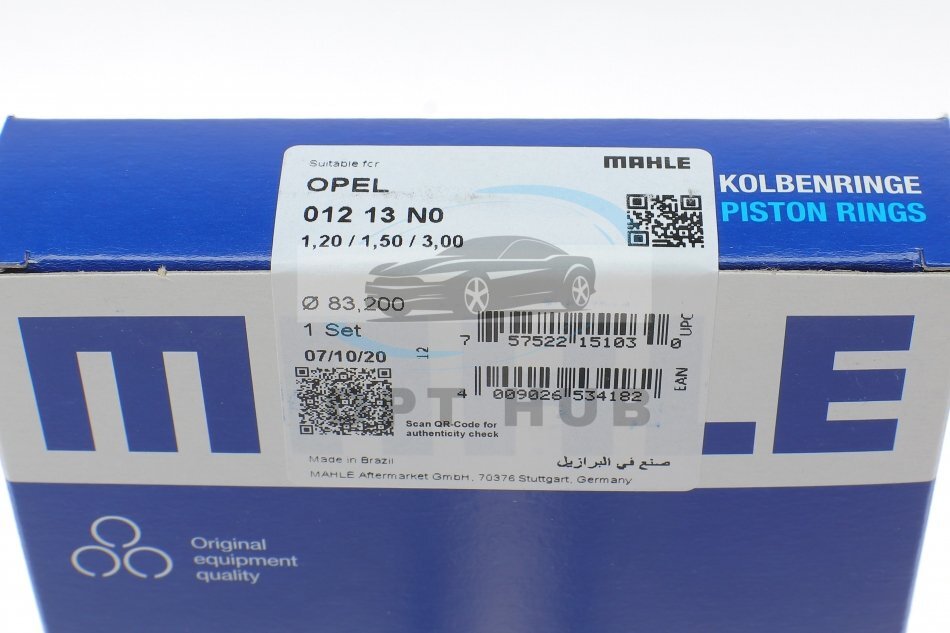 Suitable for
MAHLE
OPEL
012 13 N0
1,20 / 1,50 / 3,00
KOLBENRINGE
PISTON RINGS
Ø 83,200
1 Set
07/10/20
12
7 57522 15103 0
UPC
4 009026 534182
EAN
PT HUB
Scan QR-Code for
authenticity check
Made in Brazil
صنع في البرازيل
MAHLE Aftermarket GmbH, 70376 Stuttgart, Germany
Original
equipment
quality